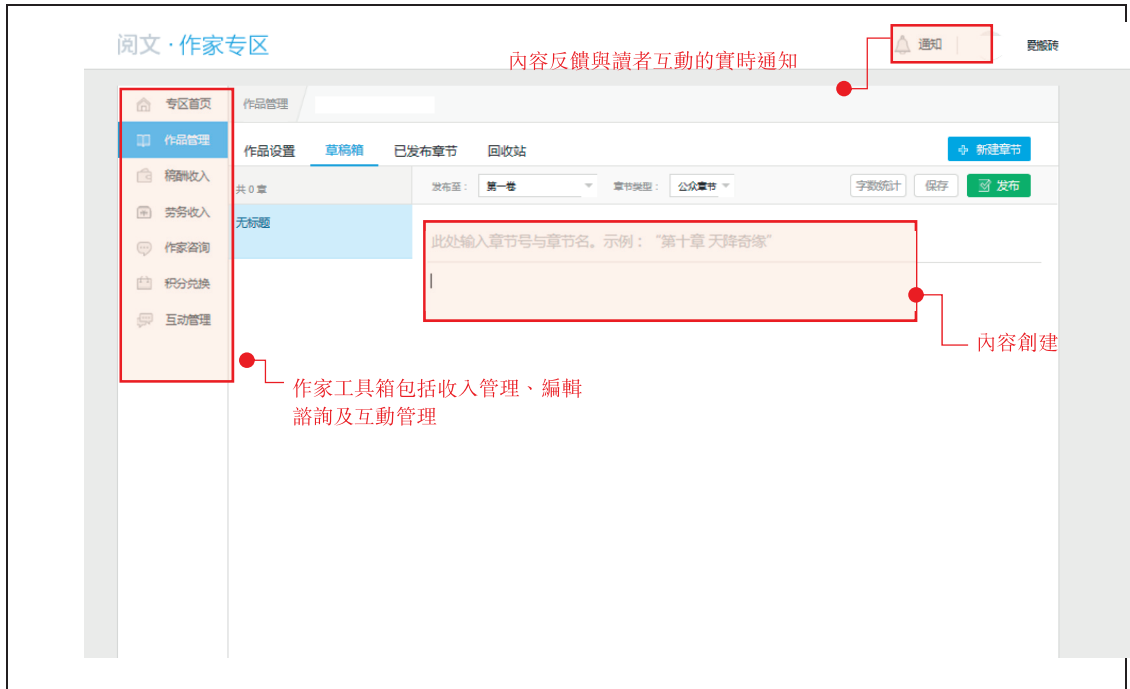 阅文·作家专区
通知
爱搬砖
內容反饋與讀者互動的實時通知
专区首页
作品管理
稿酬收入
劳务收入
作家咨询
积分兑换
互动管理
作品管理
作品设置 草稿箱 已发布章节 回收站
新建章节
共0章
发布至： 第一卷 章节类型： 公众章节
字数统计 保存 发布
无标题
此处输入章节号与章节名。示例：“第十章 天降奇缘”
內容創建
作家工具箱包括收入管理、編輯
諮詢及互動管理